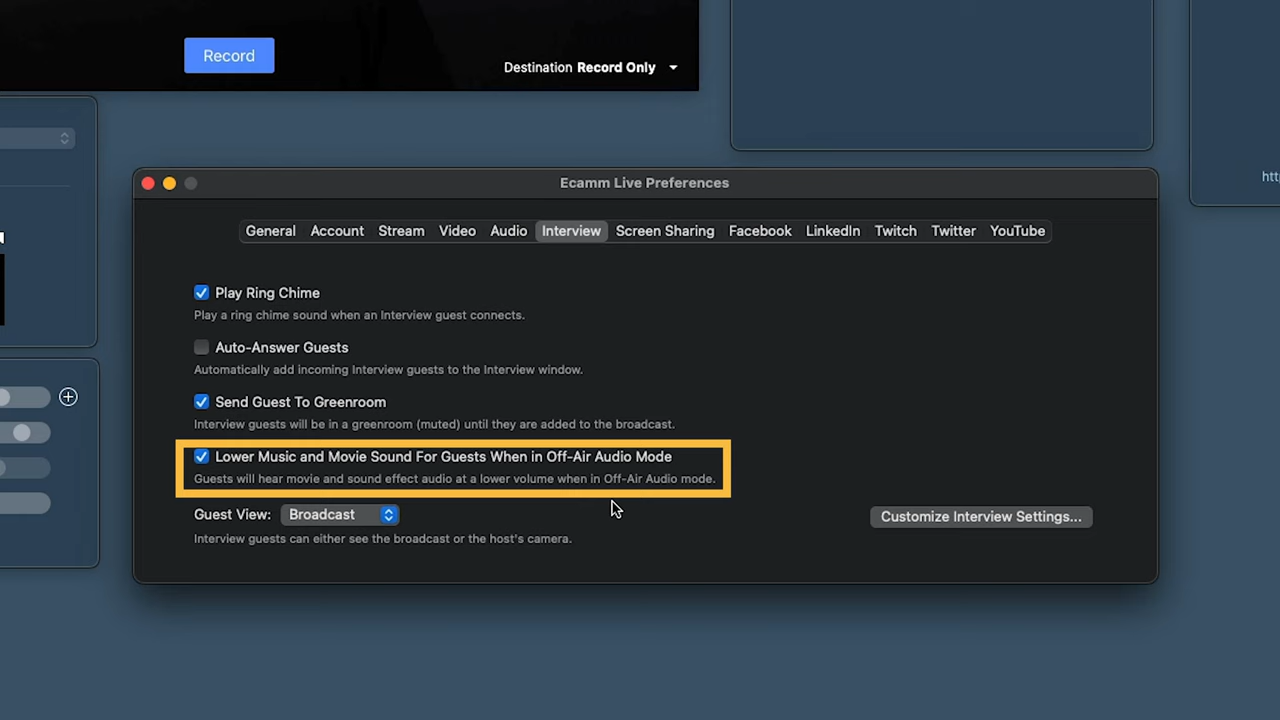 Record
Destination Record Only
Ecamm Live Preferences
General Account Stream Video Audio Interview Screen Sharing Facebook LinkedIn Twitch Twitter YouTube
Play Ring Chime
Play a ring chime sound when an Interview guest connects.
Auto-Answer Guests
Automatically add incoming Interview guests to the Interview window.
Send Guest To Greenroom
Interview guests will be in a greenroom (muted) until they are added to the broadcast.
Lower Music and Movie Sound For Guests When in Off-Air Audio Mode
Guests will hear movie and sound effect audio at a lower volume when in Off-Air Audio mode.
Guest View: Broadcast
Customize Interview Settings...
Interview guests can either see the broadcast or the host's camera.